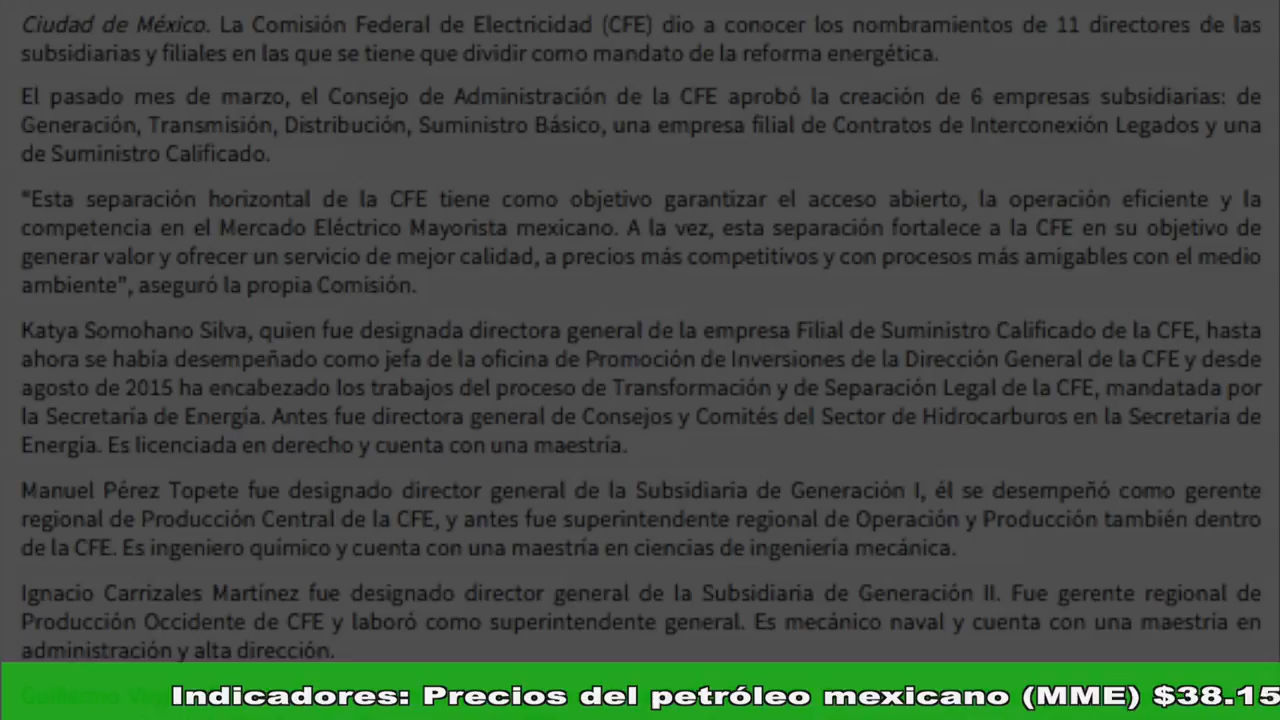 Ciudad de México. La Comisión Federal de Electricidad (CFE) dio a conocer los nombramientos de 11 directores de las
subsidiarias y filiales en las que se tiene que dividir como mandato de la reforma energética.
El pasado mes de marzo, el Consejo de Administración de la CFE aprobó la creación de 6 empresas subsidiarias: de
Generación, Transmisión, Distribución, Suministro Básico, una empresa filial de Contratos de Interconexión Legados y una
de Suministro Calificado.
“Esta separación horizontal de la CFE tiene como objetivo garantizar el acceso abierto, la operación eficiente y la
competencia en el Mercado Eléctrico Mayorista mexicano. A la vez, esta separación fortalece a la CFE en su objetivo de
generar valor y ofrecer un servicio de mejor calidad, a precios más competitivos y con procesos más amigables con el medio
ambiente”, aseguró la propia Comisión.
Katya Somohano Silva, quien fue designada directora general de la empresa Filial de Suministro Calificado de la CFE, hasta
ahora se había desempeñado como jefa de la oficina de Promoción de Inversiones de la Dirección General de la CFE y desde
agosto de 2015 ha encabezado los trabajos del proceso de Transformación y de Separación Legal de la CFE, mandatada por
la Secretaría de Energía. Antes fue directora general de Consejos y Comités del Sector de Hidrocarburos en la Secretaría de
Energía. Es licenciada en derecho y cuenta con una maestría.
Manuel Pérez Topete fue designado director general de la Subsidiaria de Generación I, él se desempeñó como gerente
regional de Producción Central de la CFE, y antes fue superintendente regional de Operación y Producción también dentro
de la CFE. Es ingeniero químico y cuenta con una maestría en ciencias de ingeniería mecánica.
Ignacio Carrizales Martínez fue designado director general de la Subsidiaria de Generación II. Fue gerente regional de
Producción Occidente de CFE y laboró como superintendente general. Es mecánico naval y cuenta con una maestría en
administración y alta dirección.
Guillermo
Indicadores: Precios del petróleo mexicano (MME) $38.15